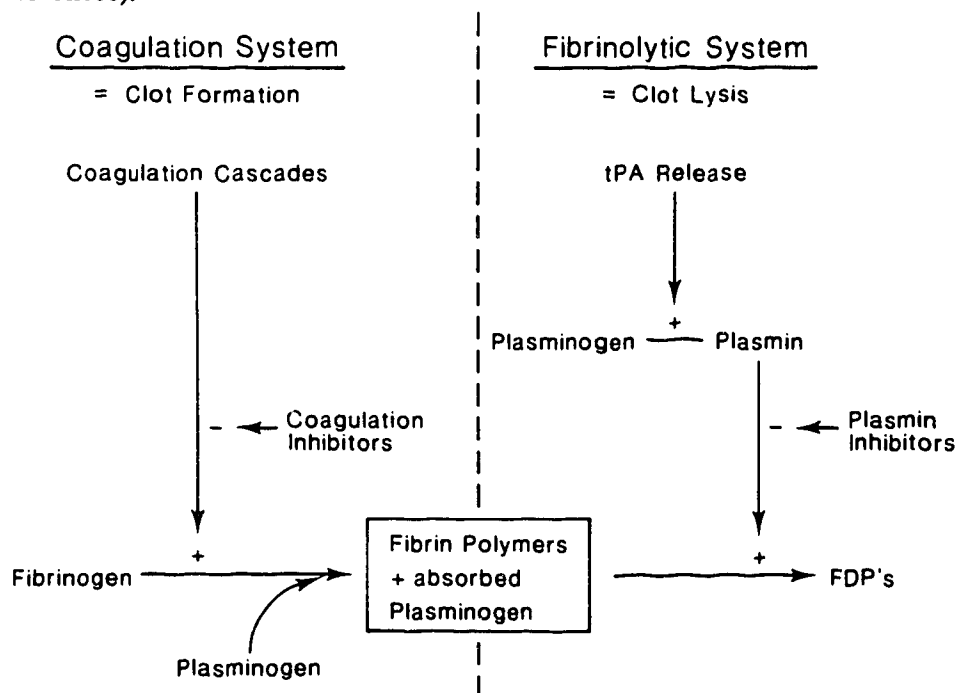 Coagulation System
= Clot Formation
Coagulation Cascades
- Coagulation
Inhibitors
+
Fibrinogen
Plasminogen
Fibrin Polymers
+ absorbed
Plasminogen
Fibrinolytic System
= Clot Lysis
tPA Release
+
Plasminogen Plasmin
- Plasmin
Inhibitors
+
FDP's